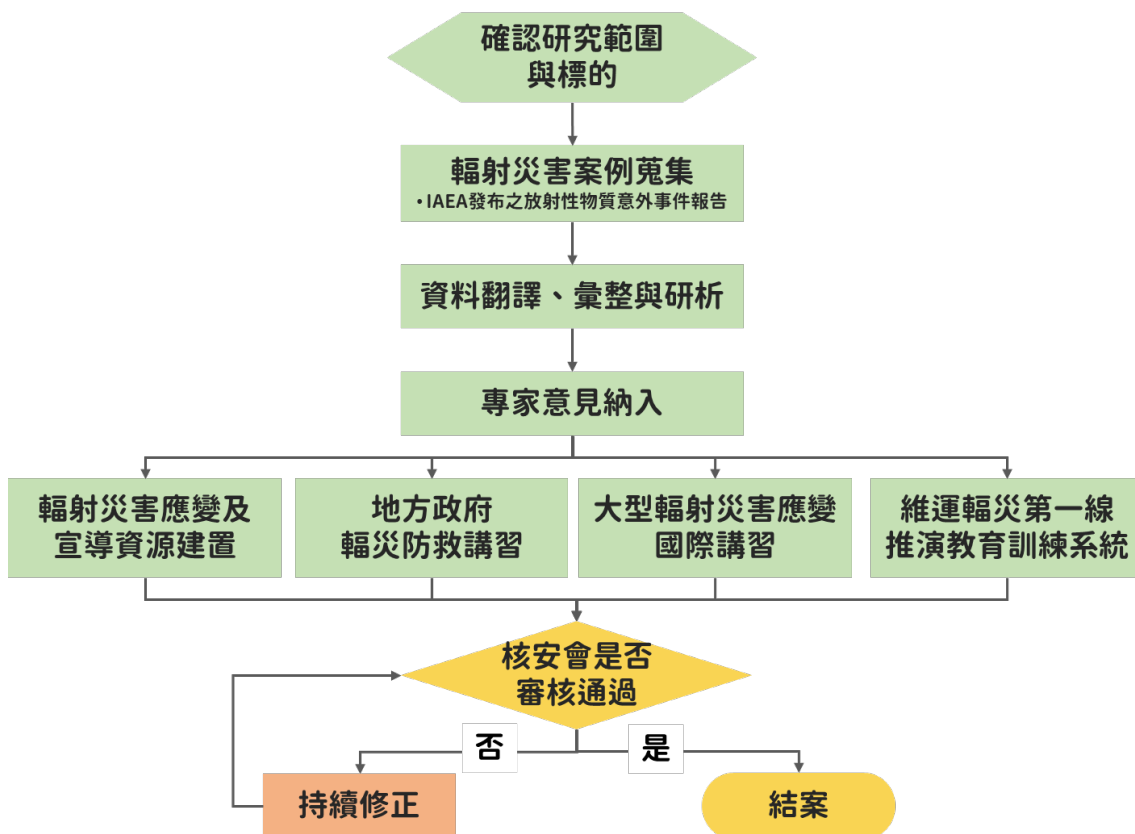 確認研究範圍
與標的
輻射災害案例蒐集
•IAEA發布之放射性物質意外事件報告
資料翻譯、彙整與研析
專家意見納入
輻射災害應變及
宣導資源建置
地方政府
輻災防救講習
大型輻射災害應變
國際講習
維運輻災第一線
推演教育訓練系統
核安會是否
審核通過
否
是
持續修正
結案